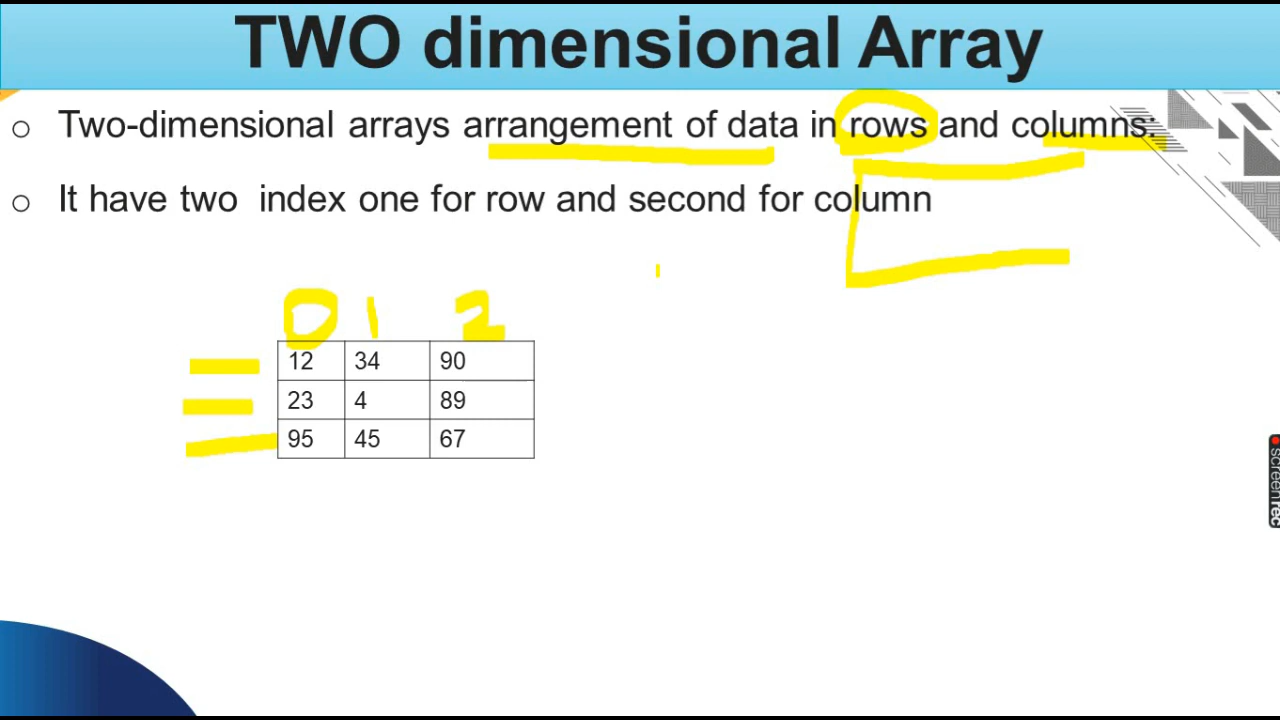 TWO dimensional Array
o Two-dimensional arrays arrangement of data in rows and columns:
o It have two index one for row and second for column
0 1 2
12 34 90
23 4 89
95 45 67
screenrec